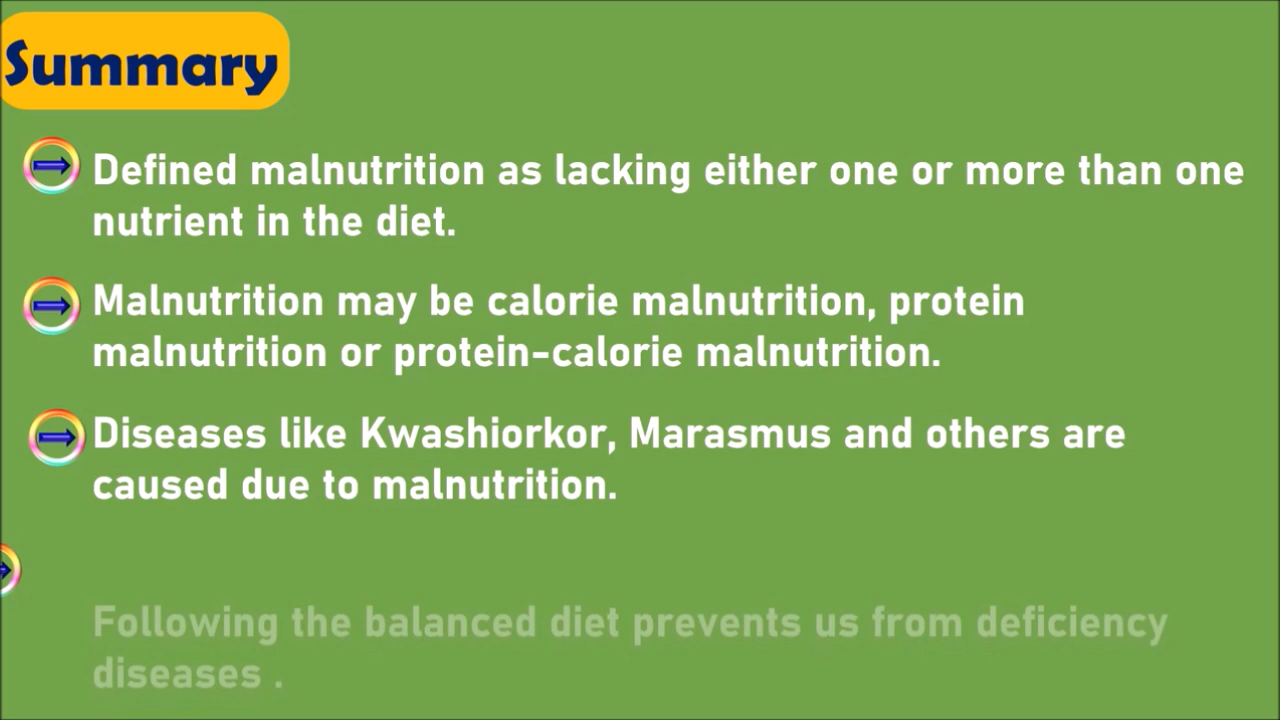 Summary
Defined malnutrition as lacking either one or more than one
nutrient in the diet.
Malnutrition may be calorie malnutrition, protein
malnutrition or protein-calorie malnutrition.
Diseases like Kwashiorkor, Marasmus and others are
caused due to malnutrition.
Following the balanced diet prevents us from deficiency
diseases .